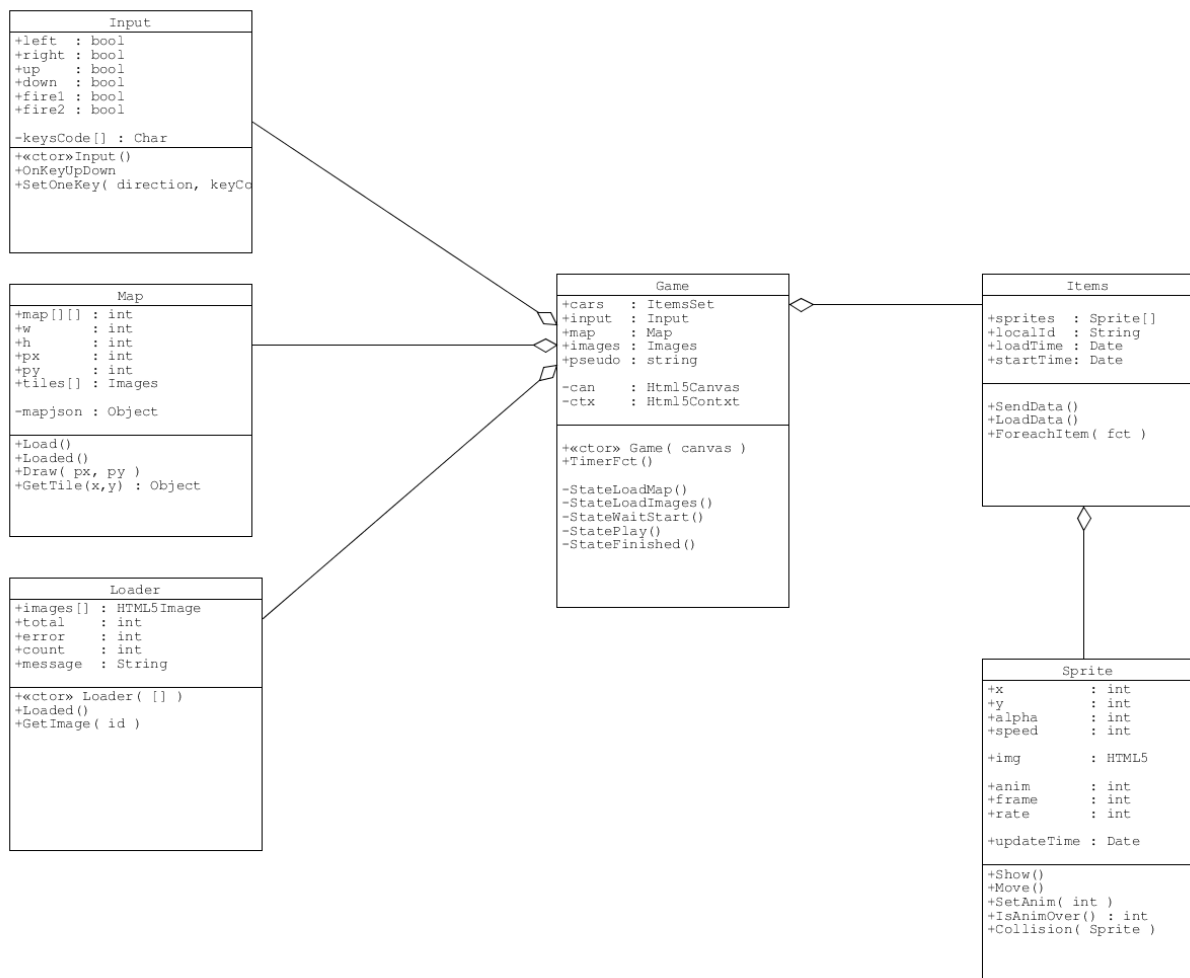 Input
+left : bool
+right : bool
+up : bool
+down : bool
+fire1 : bool
+fire2 : bool
-keysCode[] : Char
+«ctor»Input()
+OnKeyUpDown
+SetOneKey( direction, keyCo
Map
+map[][] : int
+w : int
+h : int
+px : int
+py : int
+tiles[] : Images
-mapjson : Object
+Load()
+Loaded()
+Draw( px, py )
+GetTile(x,y) : Object
Loader
+images[] : HTML5Image
+total : int
+error : int
+count : int
+message : String
+«ctor» Loader( [] )
+Loaded()
+GetImage( id )
Game
+cars : ItemsSet
+input : Input
+map : Map
+images : Images
+pseudo : string
-can : Html5Canvas
-ctx : Html5Contxt
+«ctor» Game( canvas )
+TimerFct()
-StateLoadMap()
-StateLoadImages()
-StateWaitStart()
-StatePlay()
-StateFinished()
Items
+sprites : Sprite[]
+localId : String
+loadTime : Date
+startTime: Date
+SendData()
+LoadData()
+ForeachItem( fct )
Sprite
+x : int
+y : int
+alpha : int
+speed : int
+img : HTML5
+anim : int
+frame : int
+rate : int
+updateTime : Date
+Show()
+Move()
+SetAnim( int )
+IsAnimOver() : int
+Collision( Sprite )